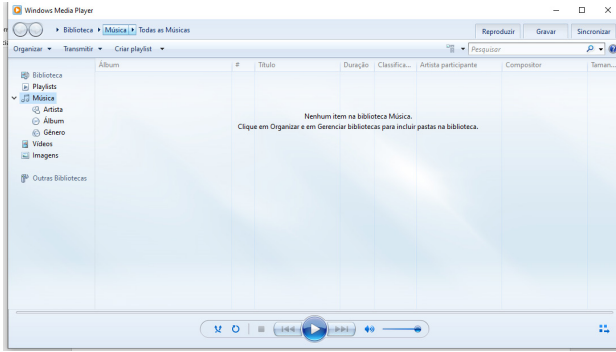 Windows Media Player
Biblioteca Música Todas as Músicas
Reproduzir Gravar Sincronizar
Organizar Transmitir Criar playlist Pesquisar
Álbum # Título Duração Classifica... Artista participante Compositor Taman...
Biblioteca
Playlists
Música
Artista
Álbum
Gênero
Vídeos
Imagens
Outras Bibliotecas
Nenhum item na biblioteca Música.
Clique em Organizar e em Gerenciar bibliotecas para incluir pastas na biblioteca.